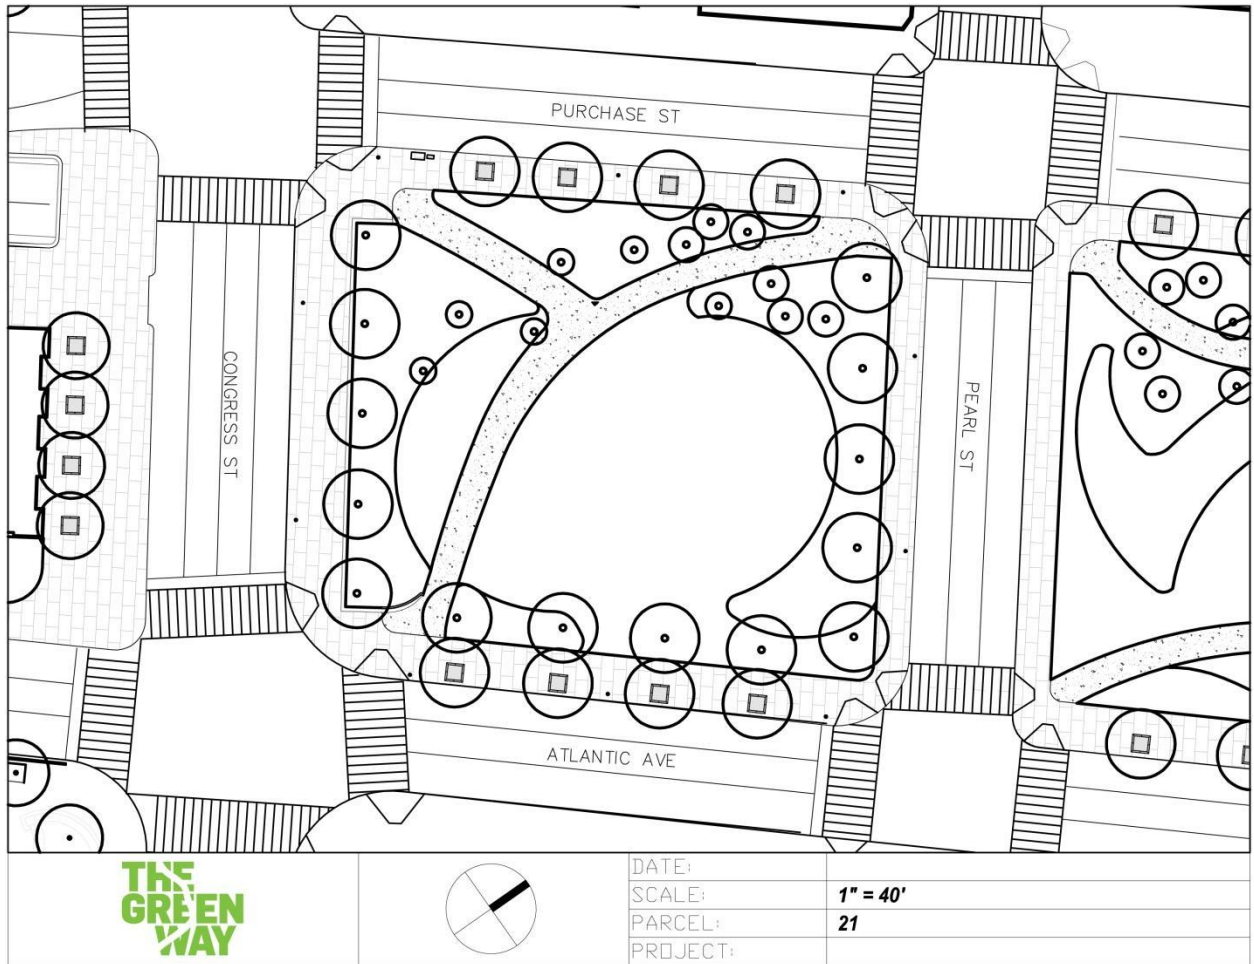 PURCHASE ST
CONGRESS ST
PEARL ST
ATLANTIC AVE
THE
GREEN
WAY
DATE:
SCALE: 1" = 40'
PARCEL: 21
PROJECT: